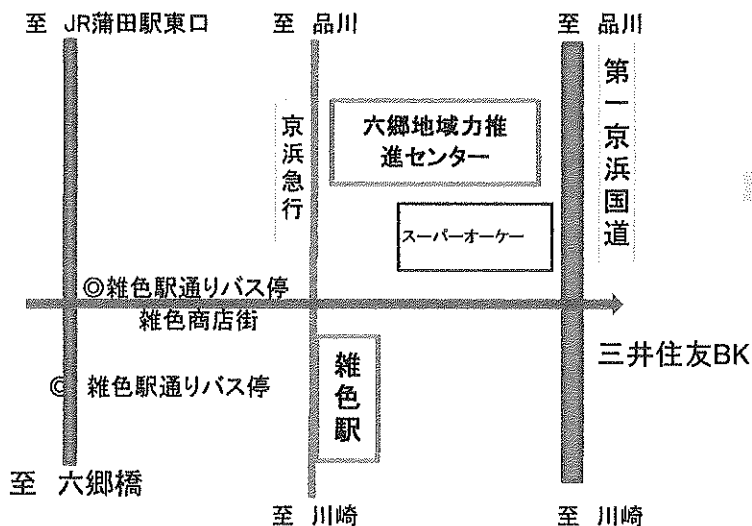 至 JR蒲田駅東口
至 品川
至 品川
第一京浜国道
京浜急行
六郷地域力推
進センター
スーパーオーケー
◎雑色駅通りバス停
雑色商店街
三井住友BK
雑色駅
◎ 雑色駅通りバス停
至 六郷橋
至 川崎
至 川崎